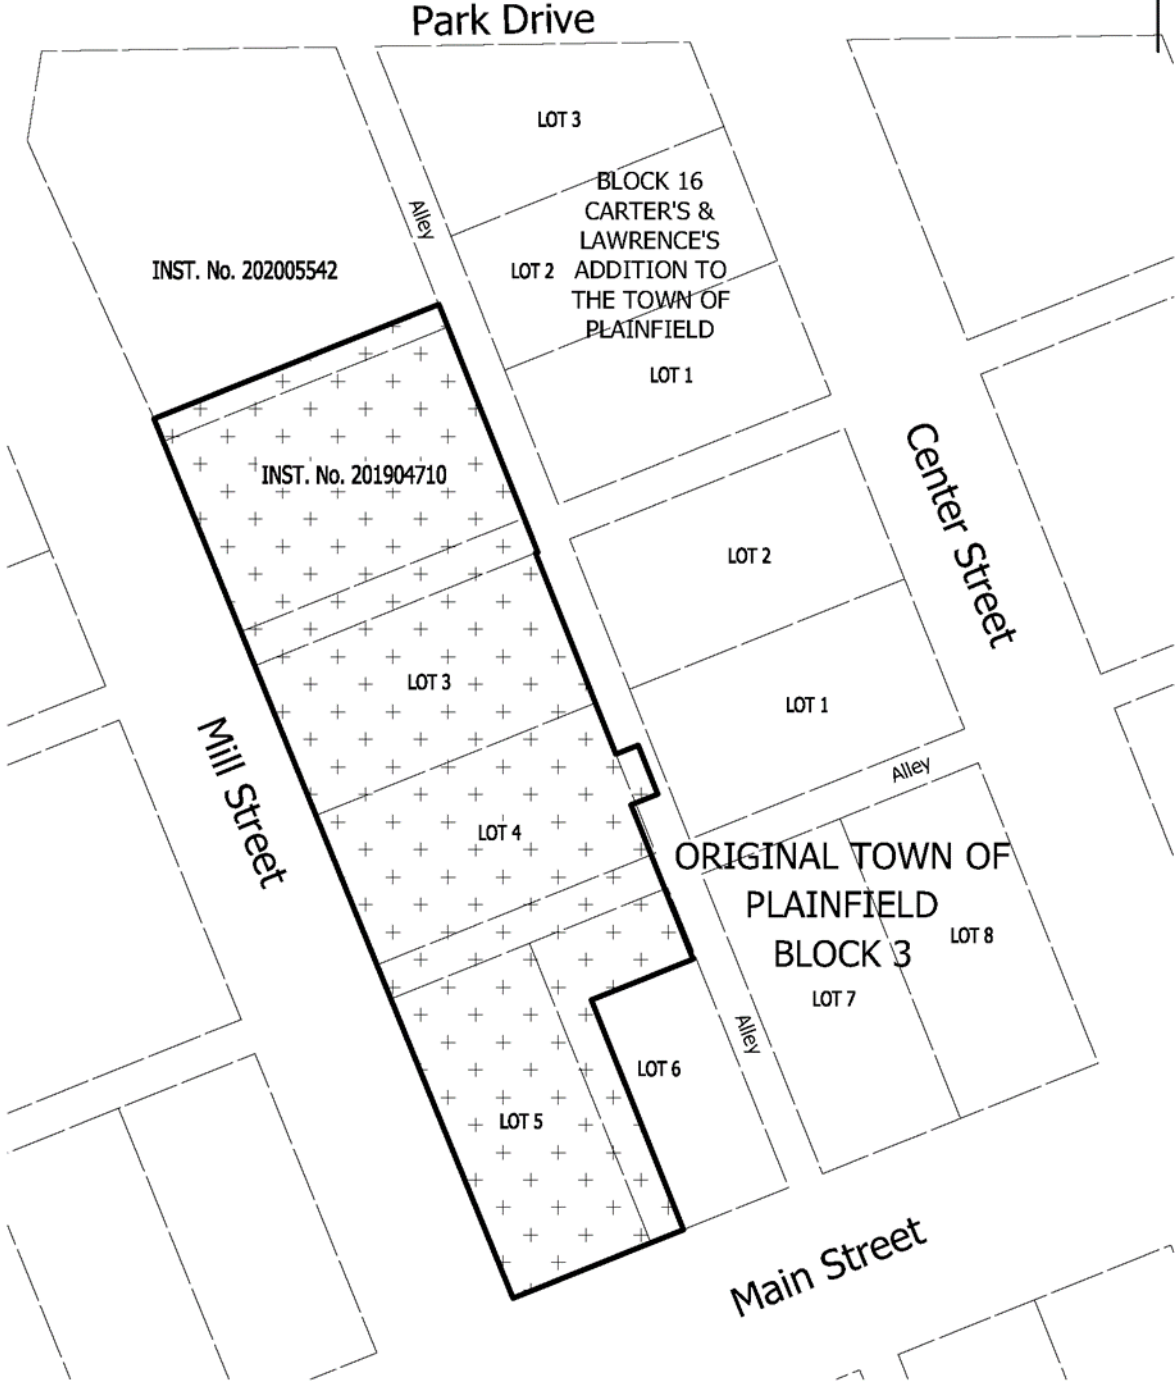 Park Drive
LOT 3
BLOCK 16
CARTER'S &
LAWRENCE'S
ADDITION TO
THE TOWN OF
PLAINFIELD
Alley
LOT 2
INST. No. 202005542
LOT 1
INST. No. 201904710
Center Street
LOT 2
LOT 3
LOT 1
Mill Street
Alley
LOT 4
ORIGINAL TOWN OF
PLAINFIELD
BLOCK 3
LOT 8
LOT 7
Alley
LOT 6
LOT 5
Main Street